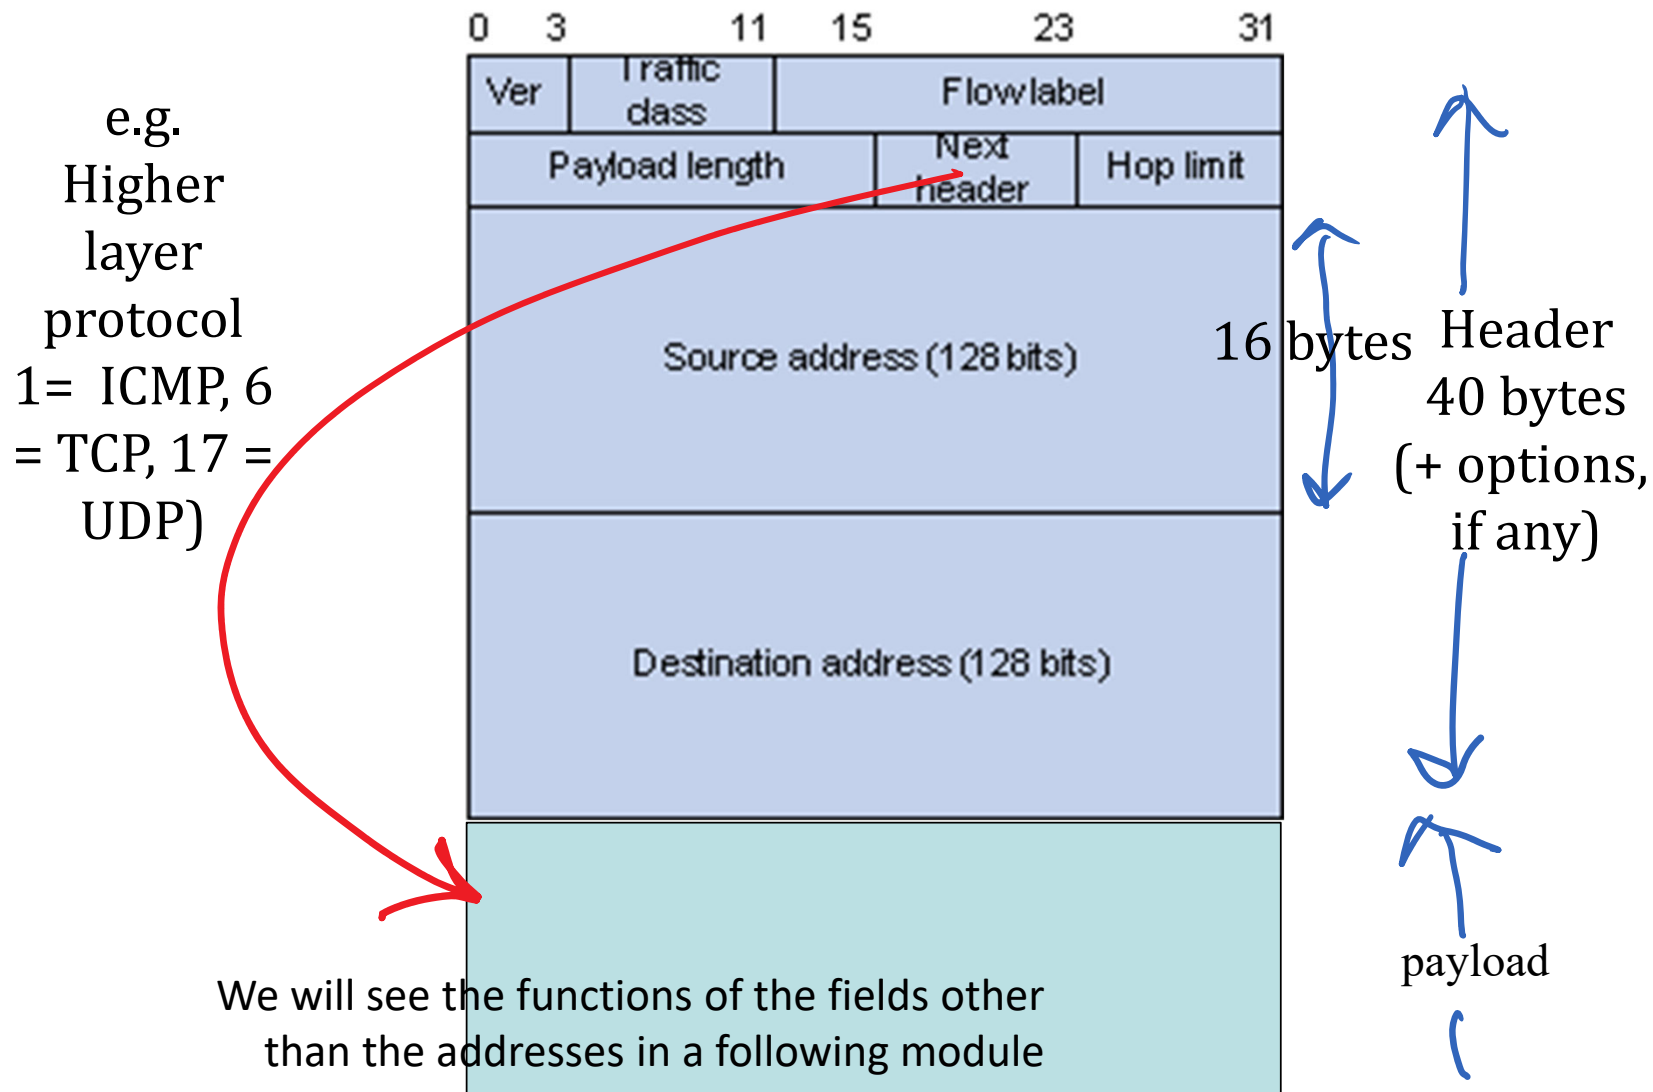 0 3 11 15 23 31
Ver
Traffic
class
Flow label
Payload length
Next
header
Hop limit
Source address (128 bits)
Destination address (128 bits)
e.g.
Higher
layer
protocol
1= ICMP, 6
= TCP, 17 =
UDP)
16 bytes
Header
40 bytes
(+ options,
if any)
payload
We will see the functions of the fields other
than the addresses in a following module